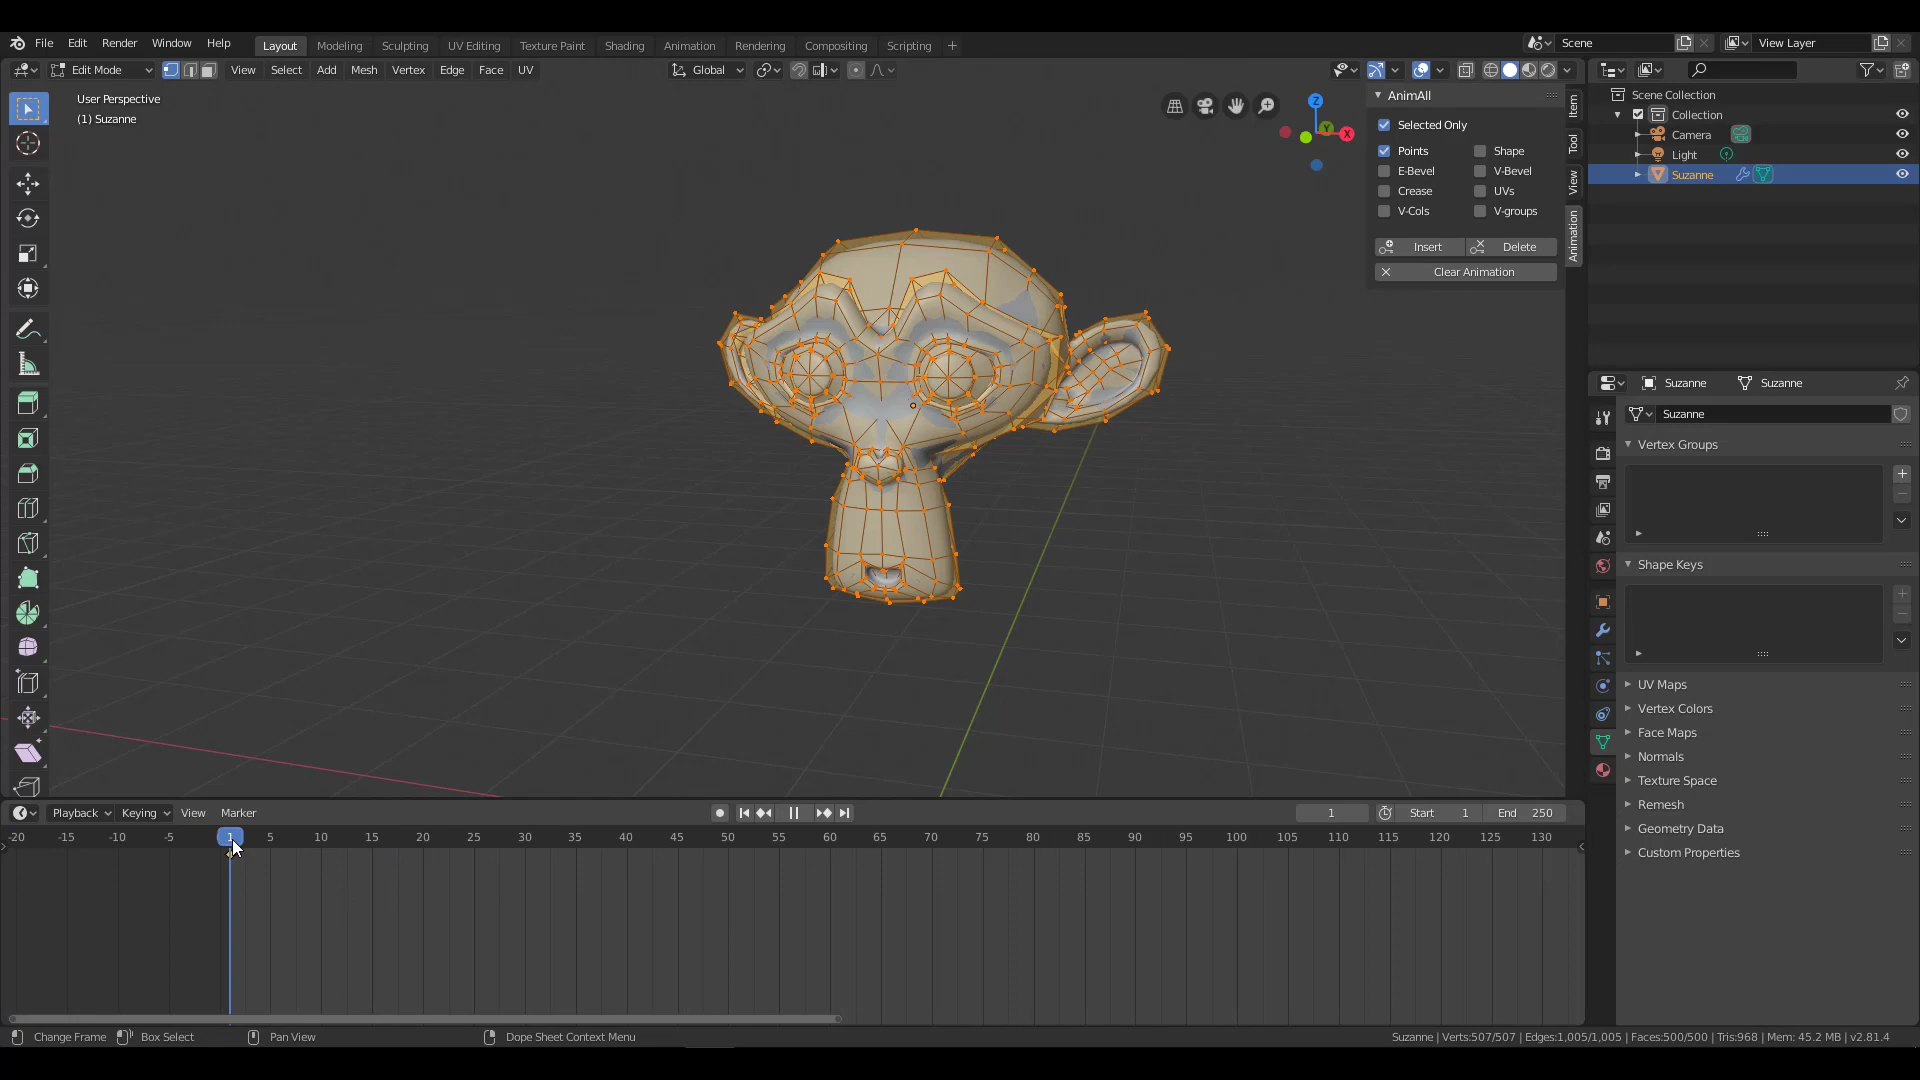 File Edit Render Window Help Layout Modeling Sculpting UV Editing Texture Paint Shading Animation Rendering Compositing Scripting + Scene View Layer
Edit Mode View Select Add Mesh Vertex Edge Face UV Global
User Perspective
(1) Suzanne
Z
Y
X
AnimAll
Selected Only
Points Shape
E-Bevel V-Bevel
Crease UVs
V-Cols V-groups
Insert Delete
Clear Animation
Item
Tool
View
Animation
Scene Collection
Collection
Camera
Light
Suzanne
Suzanne Suzanne
Suzanne
Vertex Groups
Shape Keys
UV Maps
Vertex Colors
Face Maps
Normals
Texture Space
Remesh
Geometry Data
Custom Properties
Playback Keying View Marker 1 Start 1 End 250
-20 -15 -10 -5 1 5 10 15 20 25 30 35 40 45 50 55 60 65 70 75 80 85 90 95 100 105 110 115 120 125 130
Change Frame Box Select Pan View Dope Sheet Context Menu Suzanne | Verts:507/507 | Edges:1,005/1,005 | Faces:500/500 | Tris:968 | Mem: 45.2 MB | v2.81.4